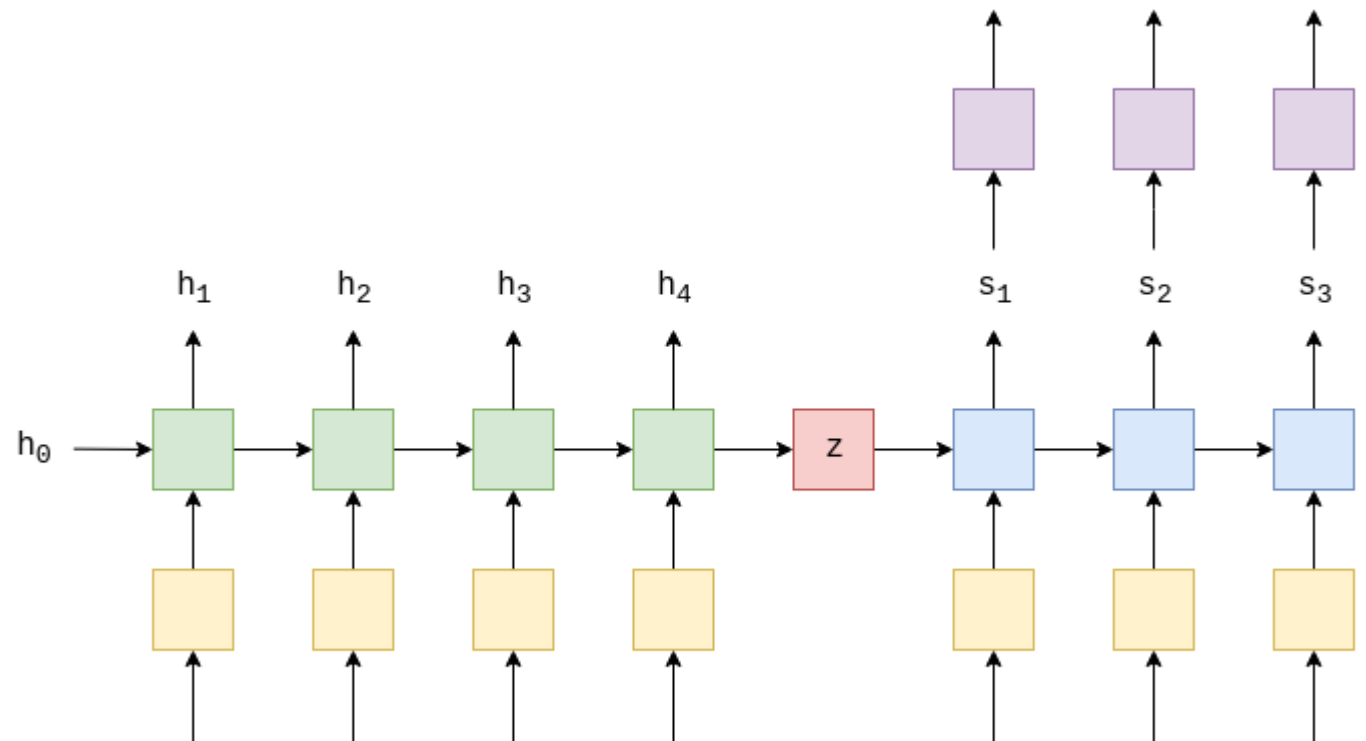 h₁ h₂ h₃ h₄ s₁ s₂ s₃
h₀ z